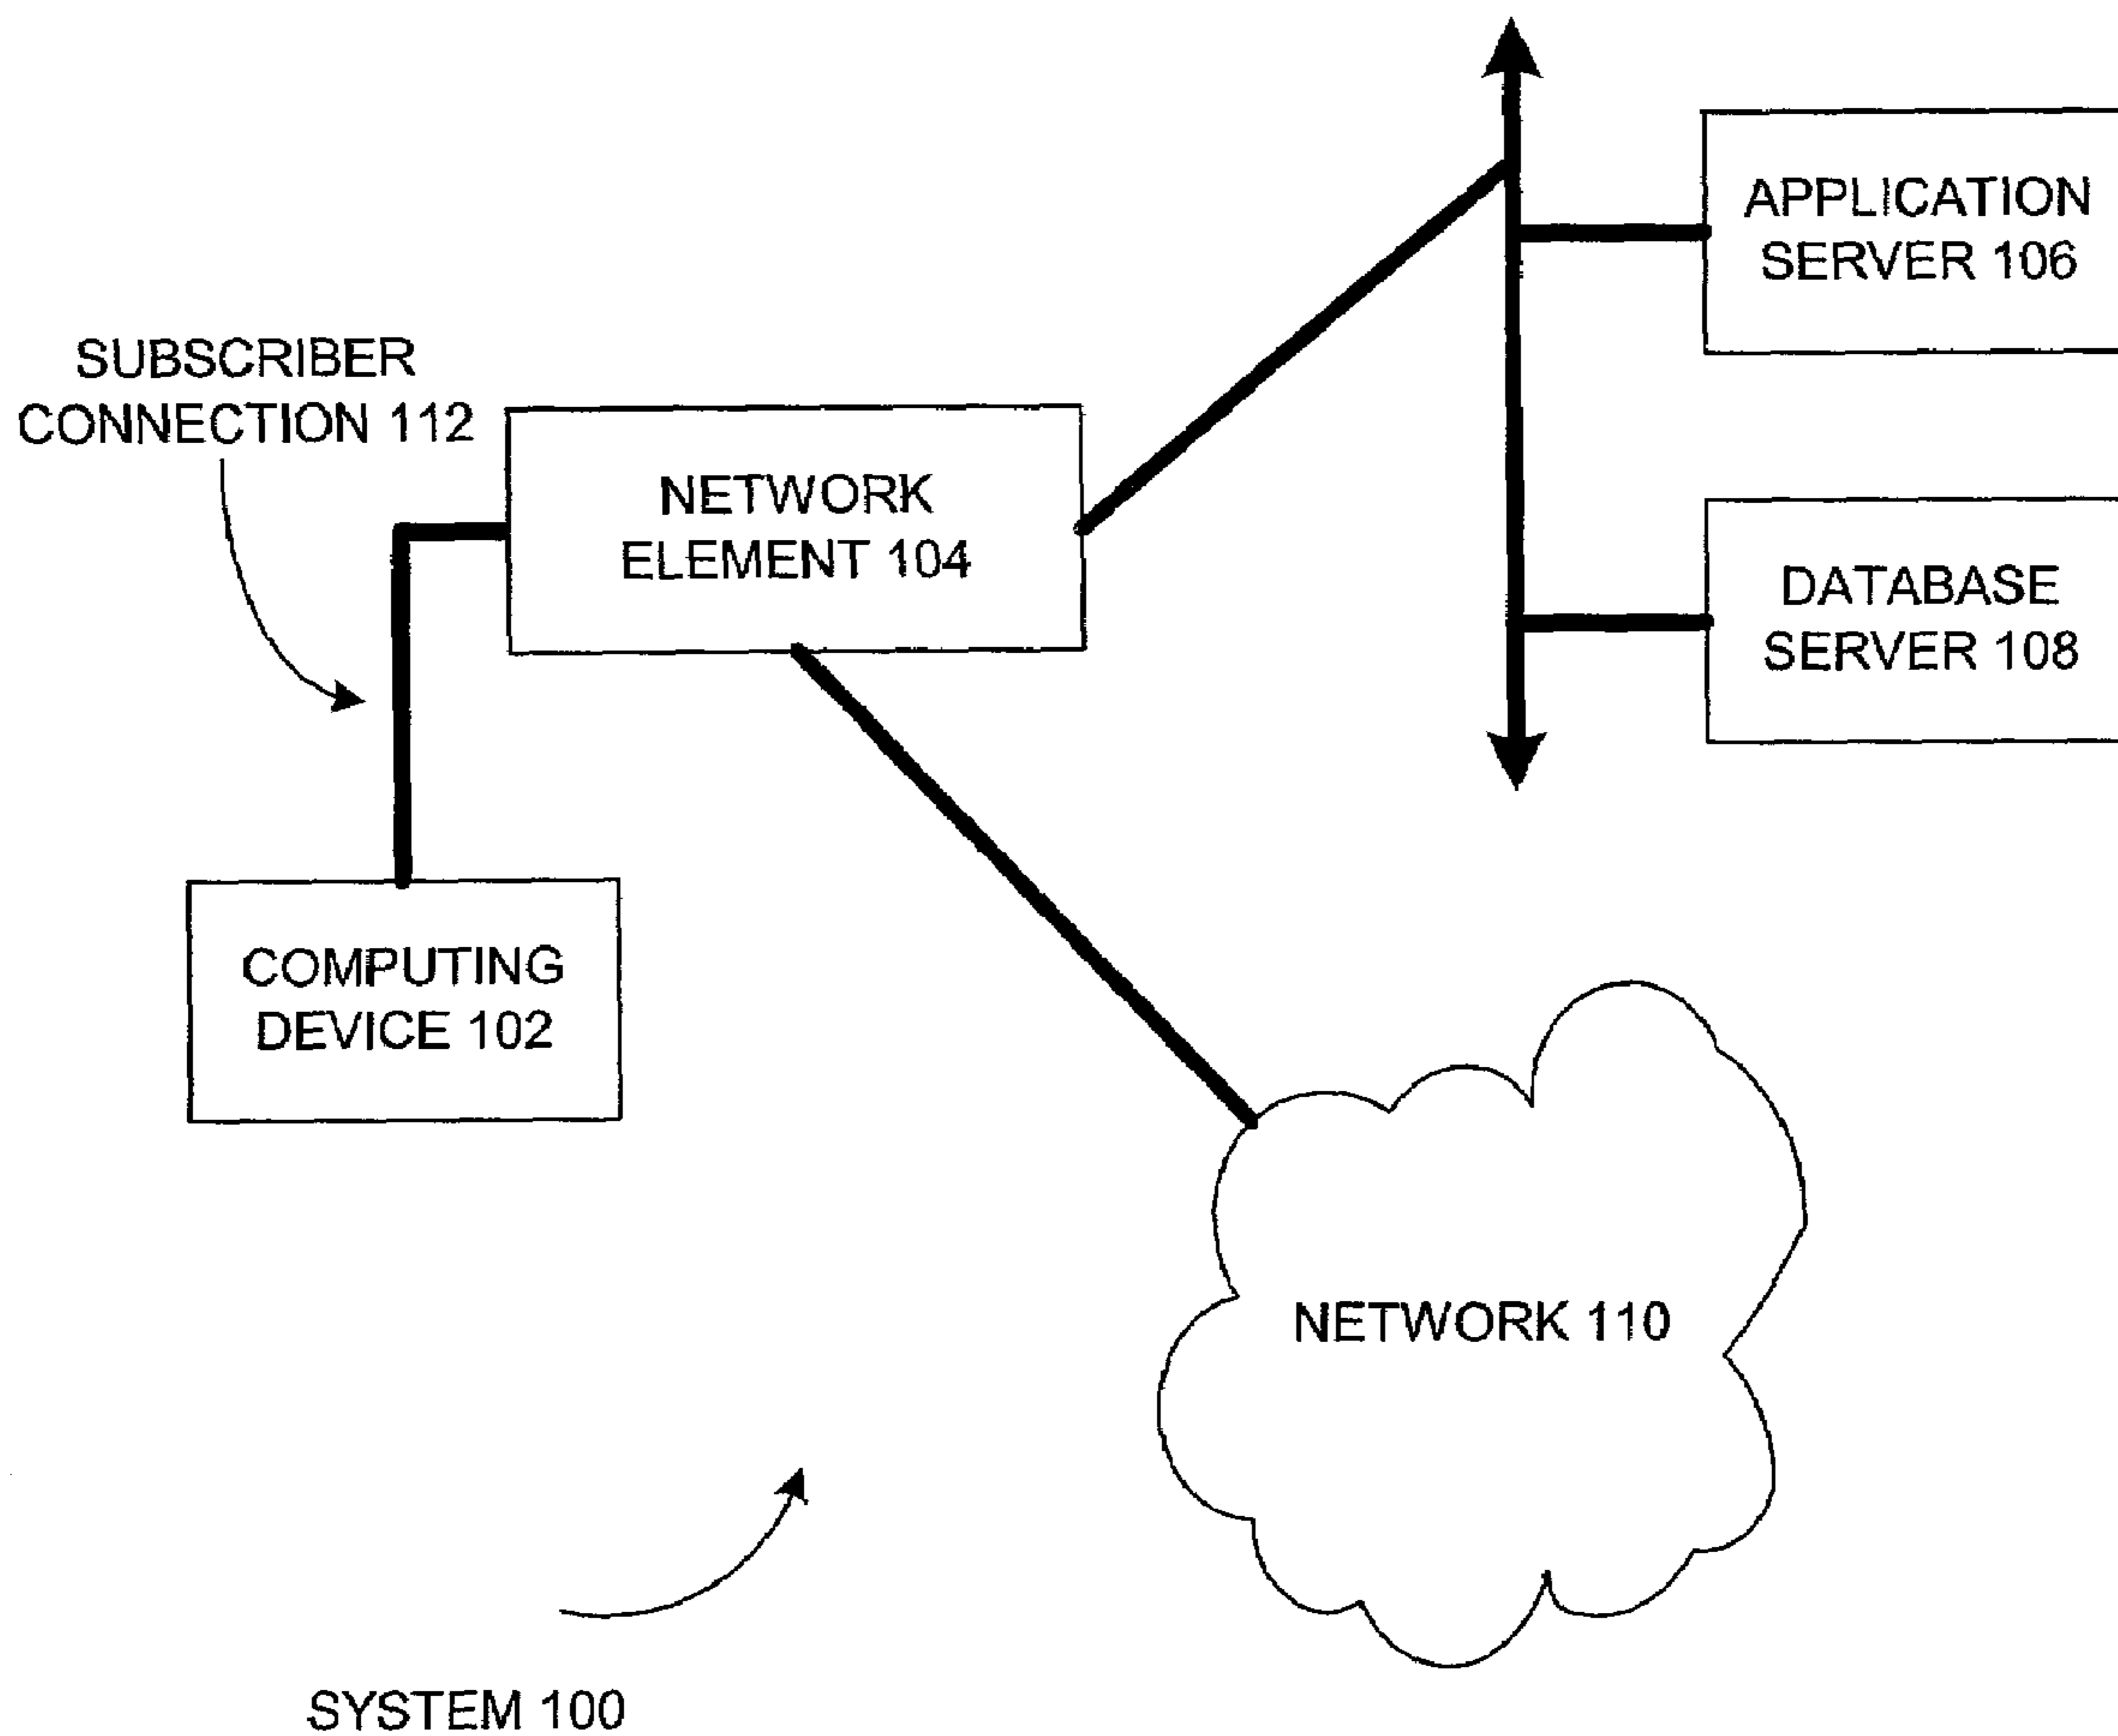 APPLICATION
SERVER 106
SUBSCRIBER
CONNECTION 112
NETWORK
ELEMENT 104
DATABASE
SERVER 108
COMPUTING
DEVICE 102
NETWORK 110
SYSTEM 100